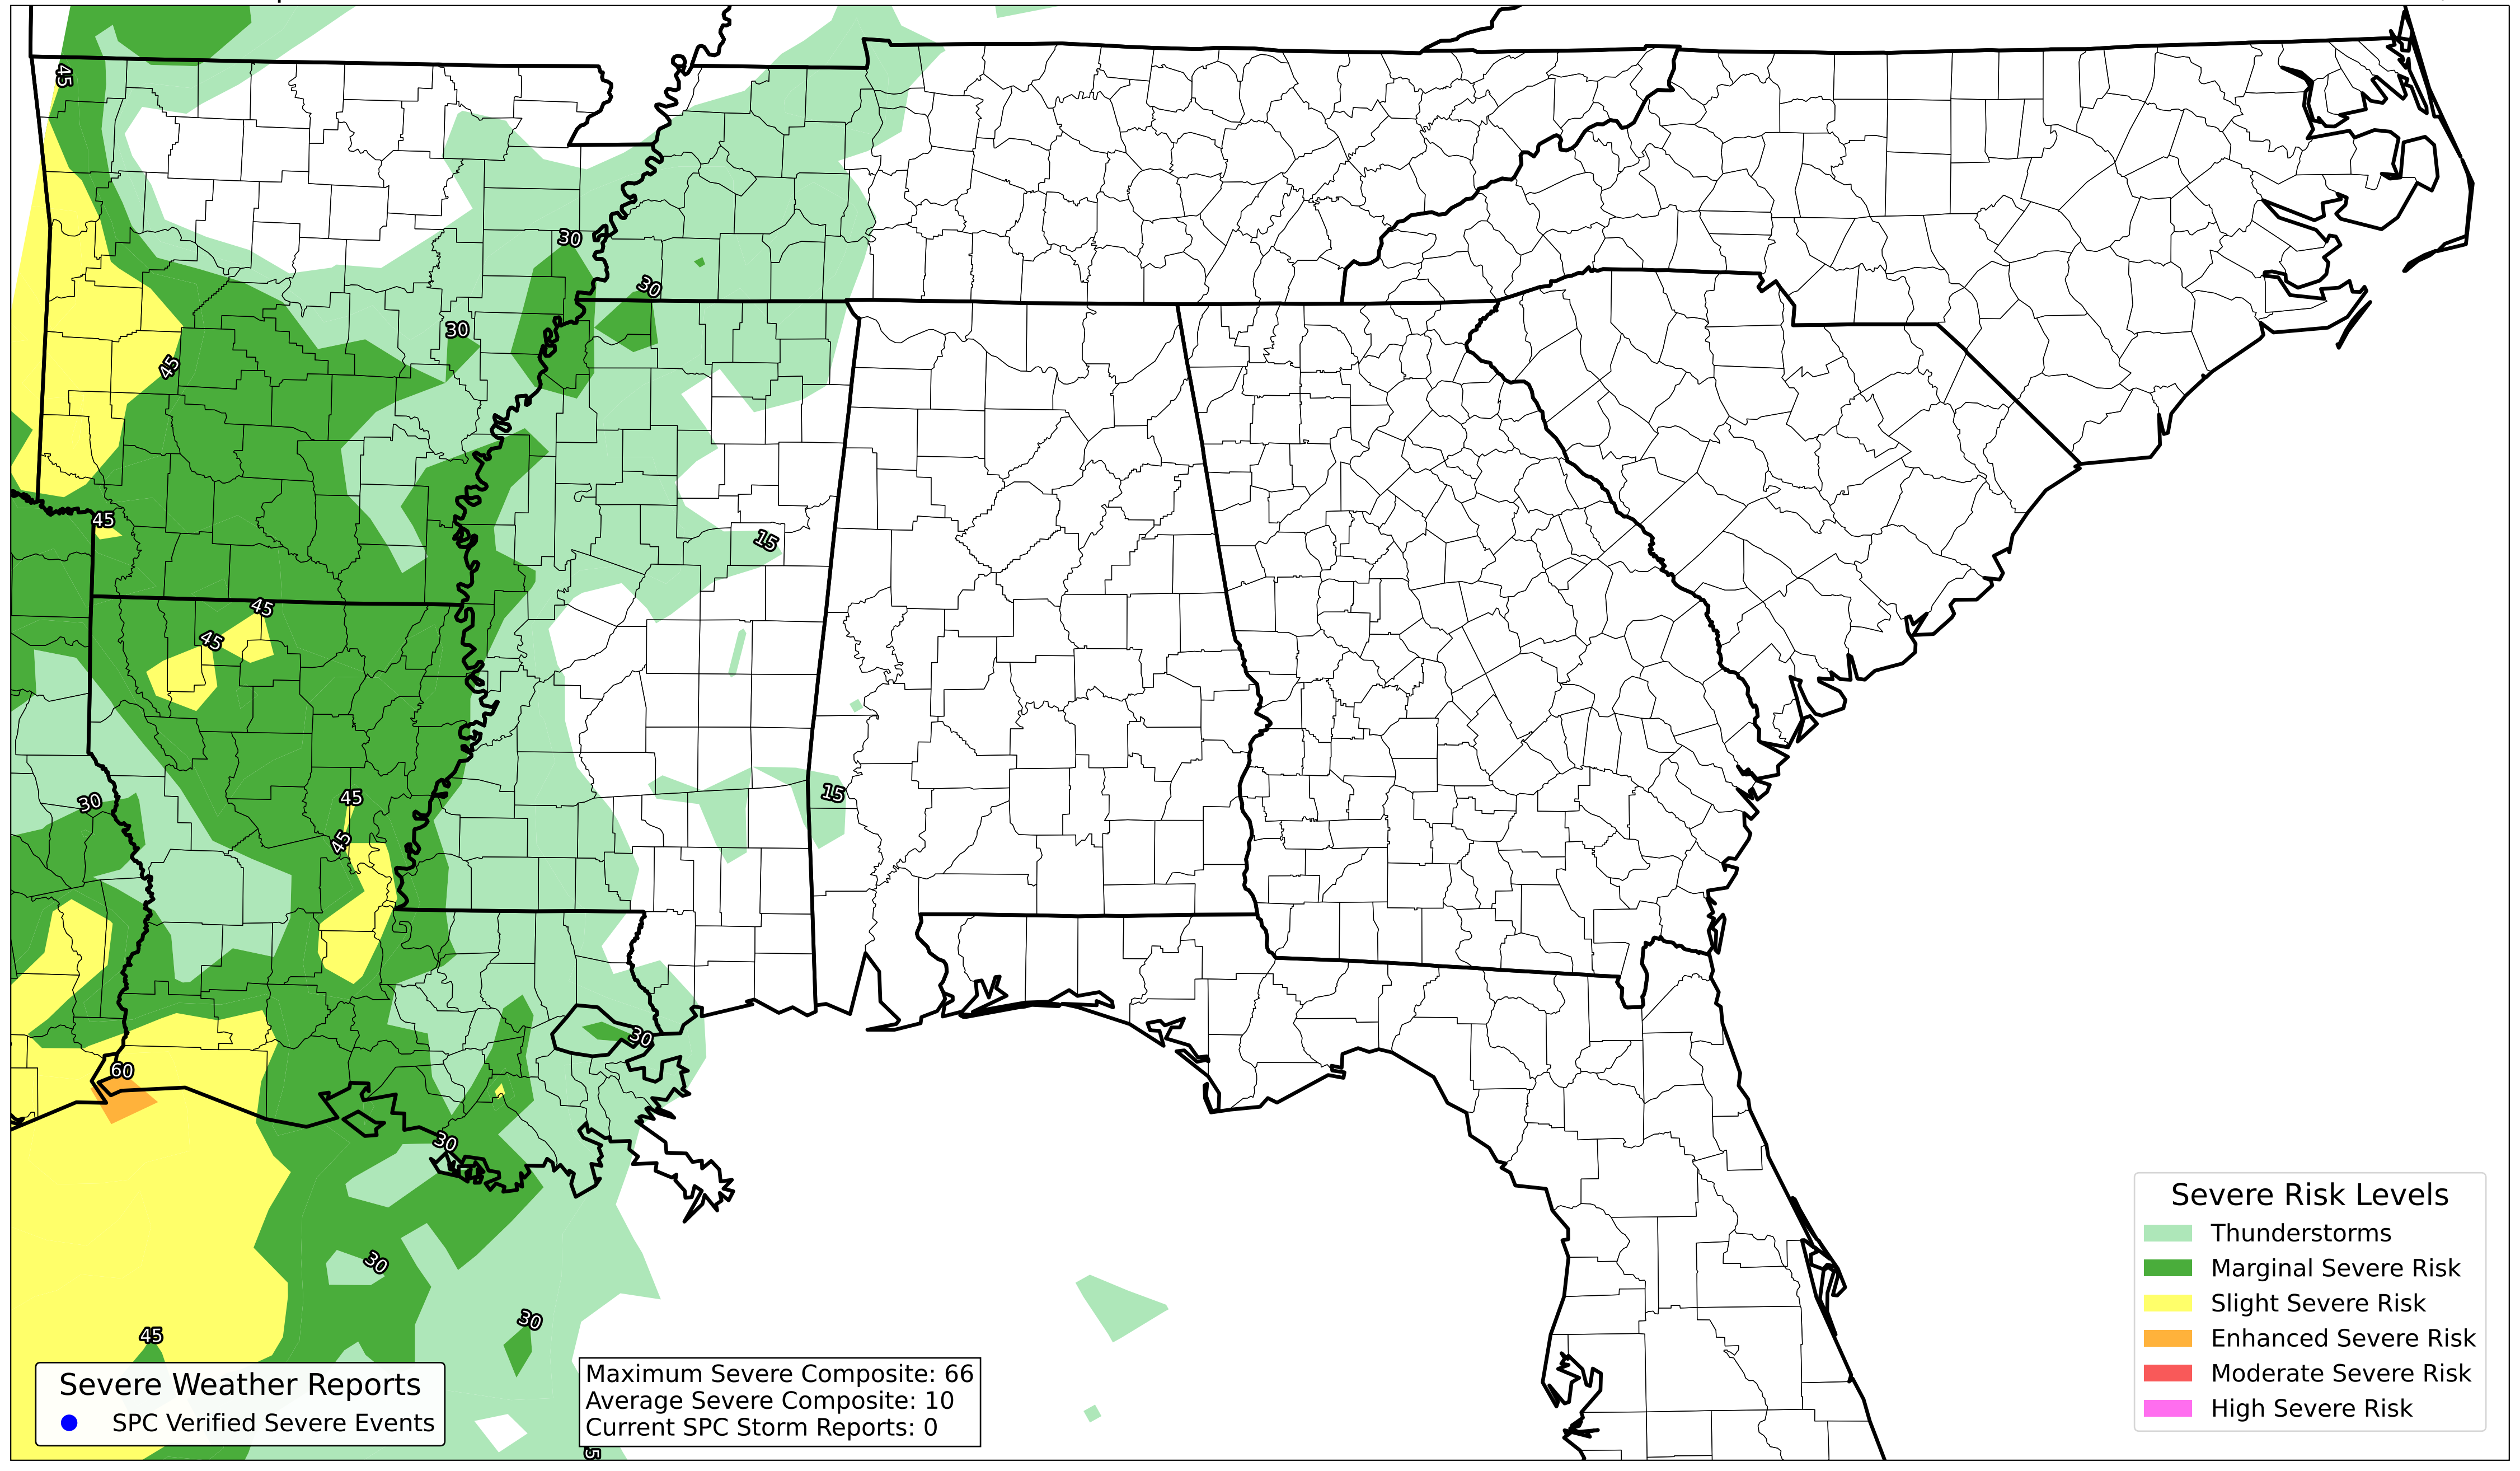 45
30
30
30
45
15
45
45
45
45
15
30
45
30
60
30
30
30
45
Severe Weather Reports
SPC Verified Severe Events
Maximum Severe Composite: 66
Average Severe Composite: 10
Current SPC Storm Reports: 0
Severe Risk Levels
Thunderstorms
Marginal Severe Risk
Slight Severe Risk
Enhanced Severe Risk
Moderate Severe Risk
High Severe Risk